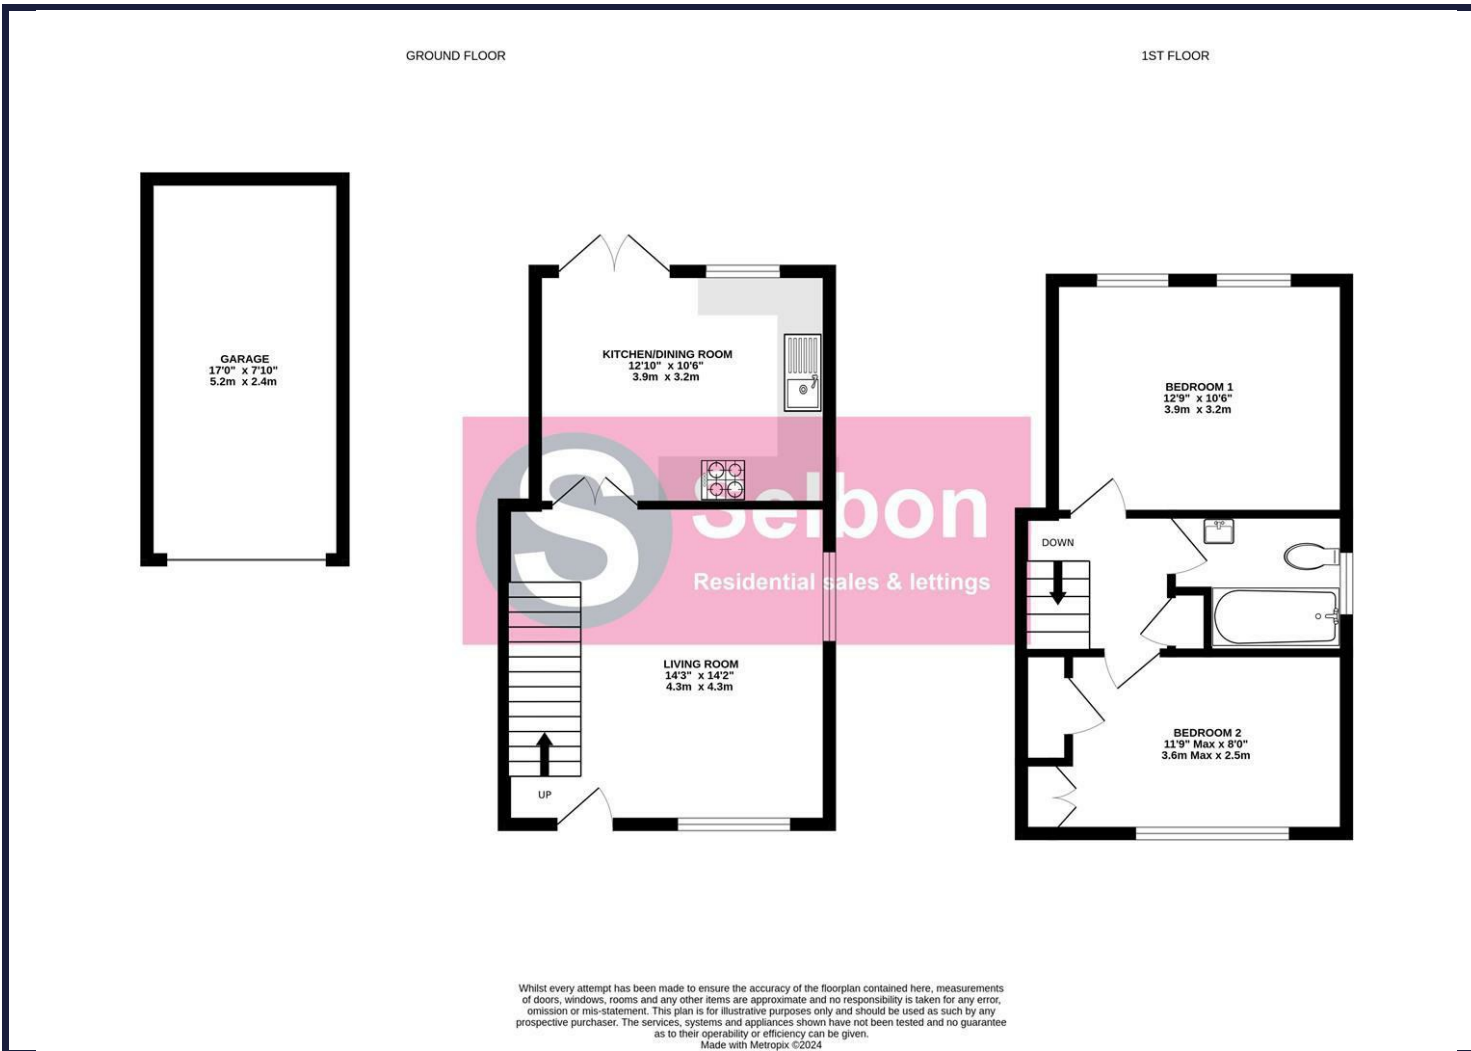 GROUND FLOOR
1ST FLOOR
GARAGE
17'0" x 7'10"
5.2m x 2.4m
KITCHEN/DINING ROOM
12'10" x 10'6"
3.9m x 3.2m
BEDROOM 1
12'9" x 10'6"
3.9m x 3.2m
S
Selbon
Residential sales & lettings
DOWN
LIVING ROOM
14'3" x 14'2"
4.3m x 4.3m
BEDROOM 2
11'9" Max x 8'0"
3.6m Max x 2.5m
UP
Whilst every attempt has been made to ensure the accuracy of the floorplan contained here, measurements
of doors, windows, rooms and any other items are approximate and no responsibility is taken for any error,
omission or mis-statement. This plan is for illustrative purposes only and should be used as such by any
prospective purchaser. The services, systems and appliances shown have not been tested and no guarantee
as to their operability or efficiency can be given.
Made with Metropix ©2024